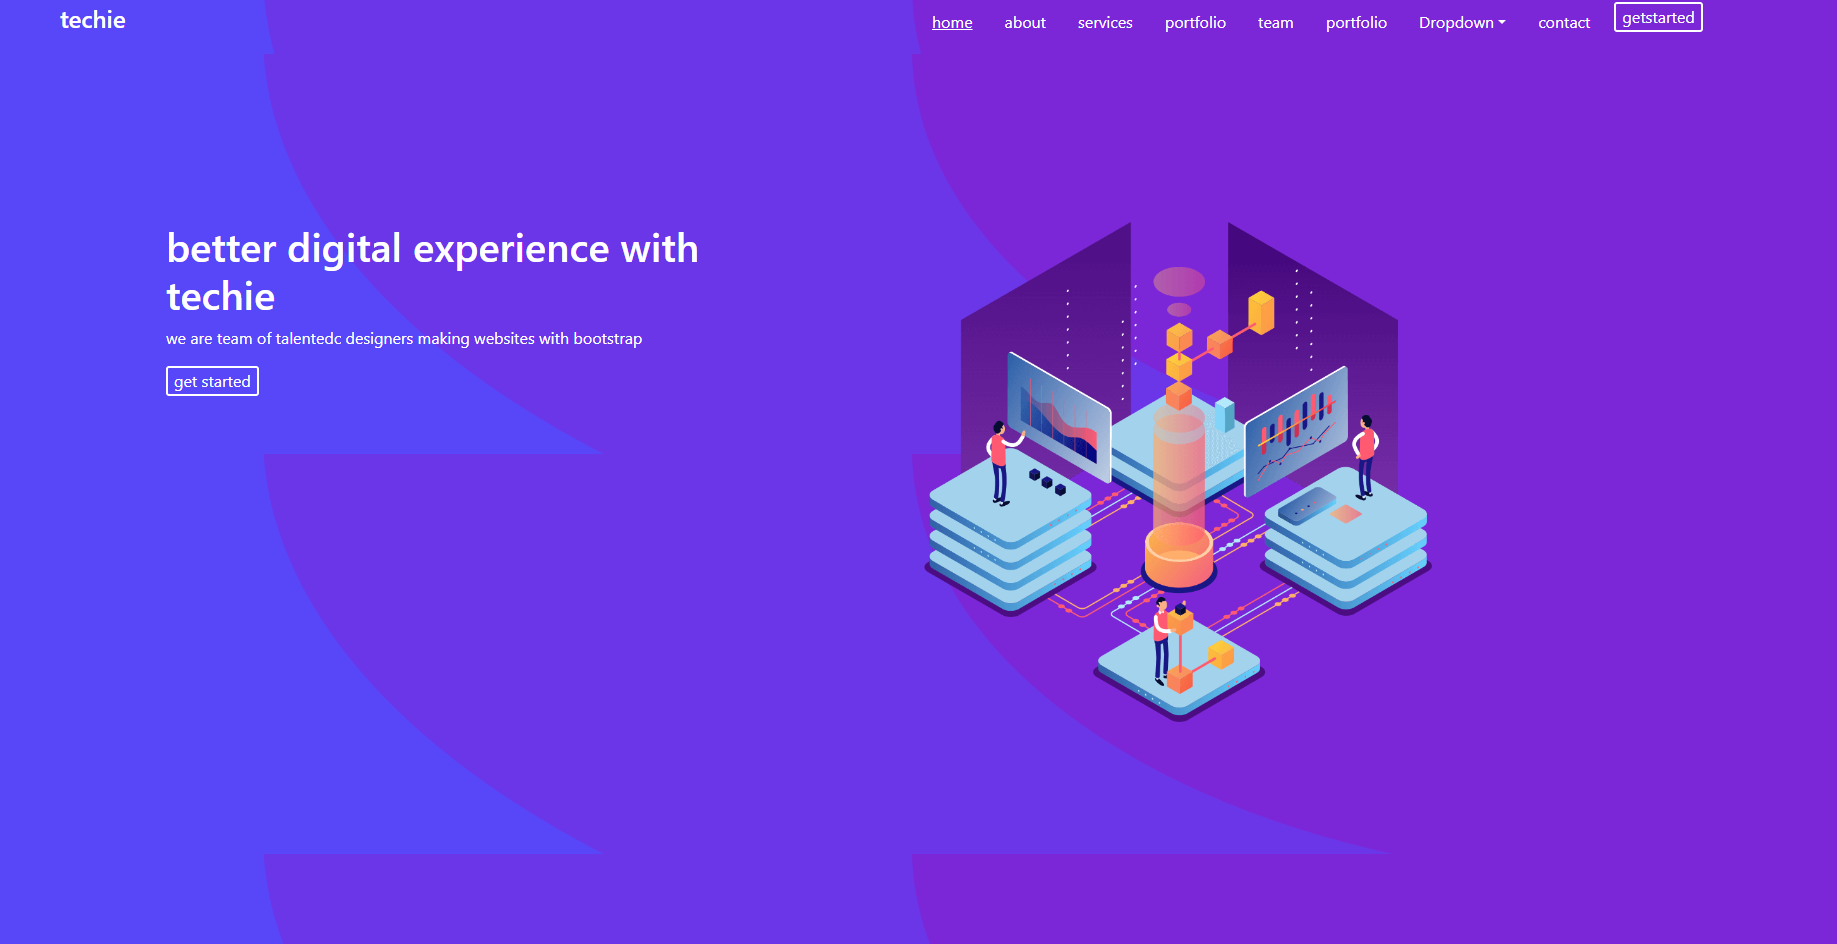 techie
home about services portfolio team portfolio Dropdown contact getstarted
better digital experience with
techie
we are team of talentedc designers making websites with bootstrap
get started